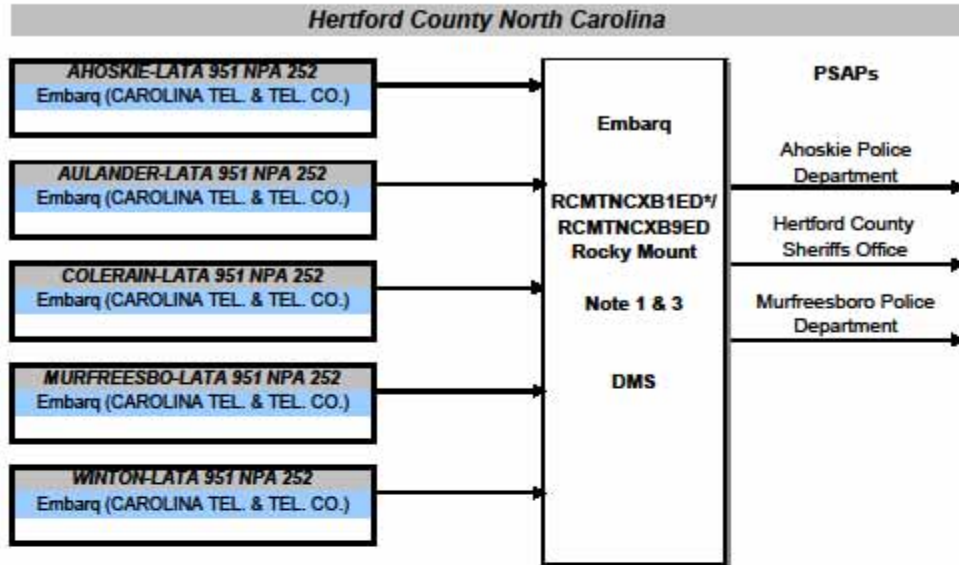 Hertford County North Carolina
AHOSKIE-LATA 951 NPA 252
Embarq (CAROLINA TEL. & TEL. CO.)
AULANDER-LATA 951 NPA 252
Embarq (CAROLINA TEL. & TEL. CO.)
COLERAIN-LATA 951 NPA 252
Embarq (CAROLINA TEL. & TEL. CO.)
MURFREESBO-LATA 951 NPA 252
Embarq (CAROLINA TEL. & TEL. CO.)
WINTON-LATA 951 NPA 252
Embarq (CAROLINA TEL. & TEL. CO.)
Embarq
RCMTNCXB1ED*/
RCMTNCXB9ED
Rocky Mount
Note 1 & 3
DMS
PSAPs
Ahoskie Police
Department
Hertford County
Sheriffs Office
Murfreesboro Police
Department